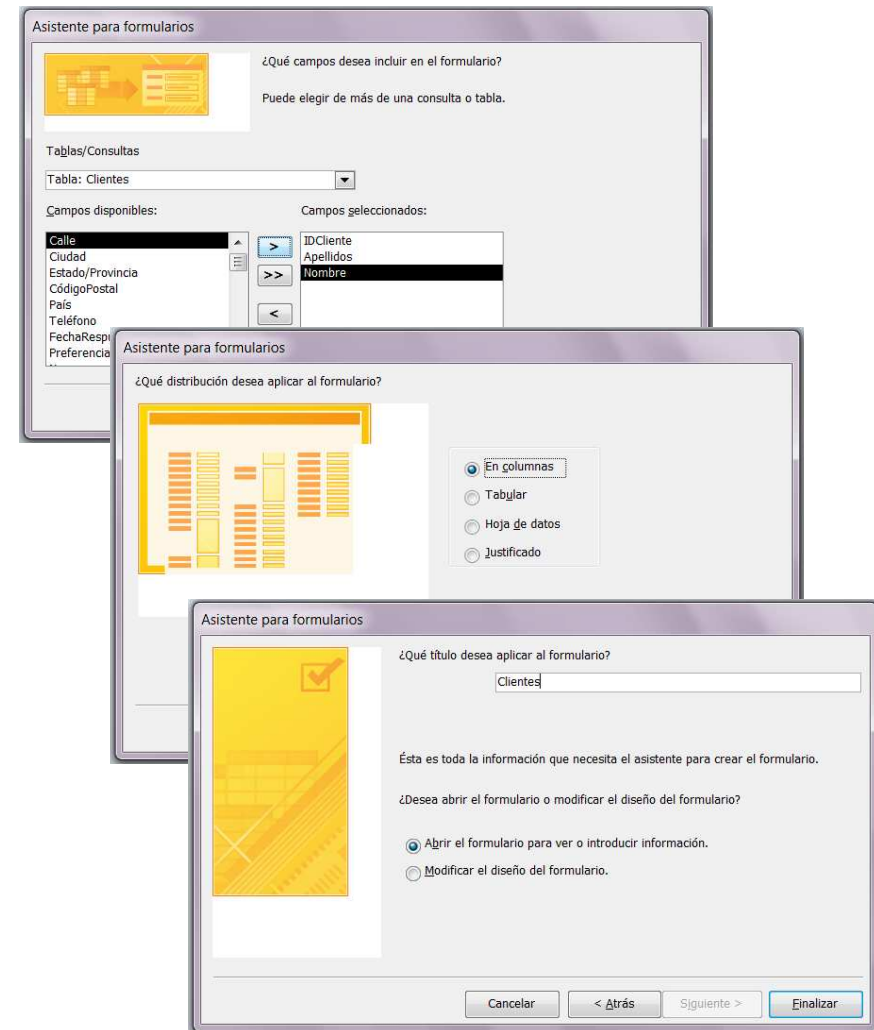 Asistente para formularios
¿Qué campos desea incluir en el formulario?
Puede elegir de más de una consulta o tabla.
Tablas/Consultas
Tabla: Clientes
Campos disponibles:
Campos seleccionados:
Calle
Ciudad
Estado/Provincia
CódigoPostal
País
Teléfono
>
>>
<
IDCliente
Apellidos
Nombre
Asistente para formularios
¿Qué distribución desea aplicar al formulario?
En columnas
Tabular
Hoja de datos
Justificado
Asistente para formularios
¿Qué título desea aplicar al formulario?
Clientes
Ésta es toda la información que necesita el asistente para crear el formulario.
¿Desea abrir el formulario o modificar el diseño del formulario?
Abrir el formulario para ver o introducir información.
Modificar el diseño del formulario.
Cancelar
< Atrás
Siguiente >
Finalizar